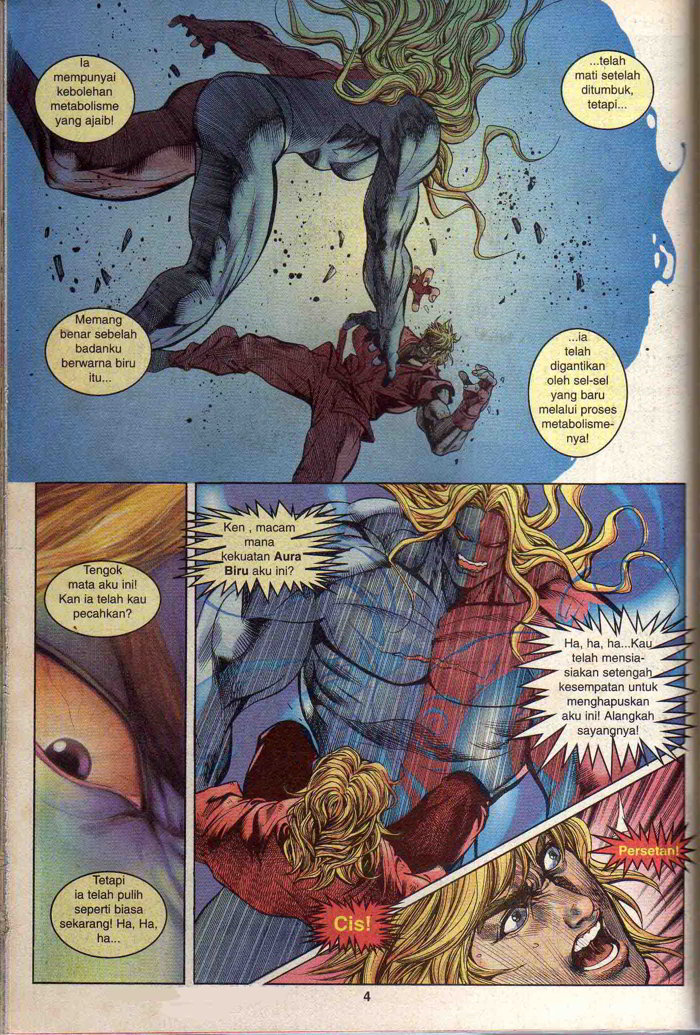 Ia
mempunyai
kebolehan
metabolisme
yang ajaib!
Memang
benar sebelah
badanku
berwarna biru
itu...
...telah
mati setelah
ditumbuk,
tetapi...
...ia
telah
digantikan
oleh sel-sel
yang baru
melalui proses
metabolisme-
nya!
Tengok
mata aku ini!
Kan ia telah kau
pecahkan?
Tetapi
ia telah pulih
seperti biasa
sekarang! Ha, Ha,
ha...
Ken , macam
mana
kekuatan Aura
Biru aku ini?
Ha, ha, ha...Kau
telah mensia-
siakan setengah
kesempatan untuk
menghapuskan
aku ini! Alangkah
sayangnya!
Cis!
Persetan!
4